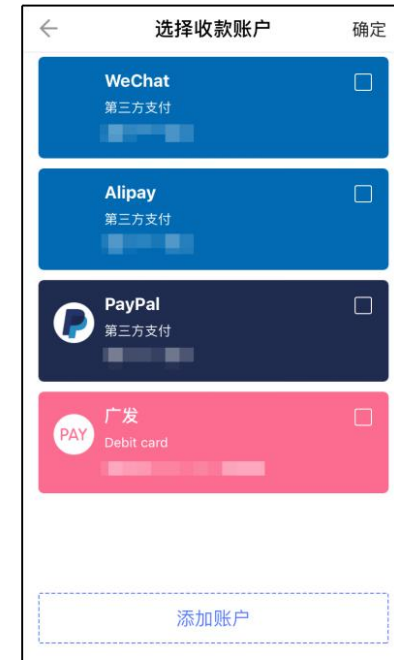 选择收款账户 确定
WeChat
第三方支付
Alipay
第三方支付
PayPal
第三方支付
广发
PAY
Debit card
添加账户